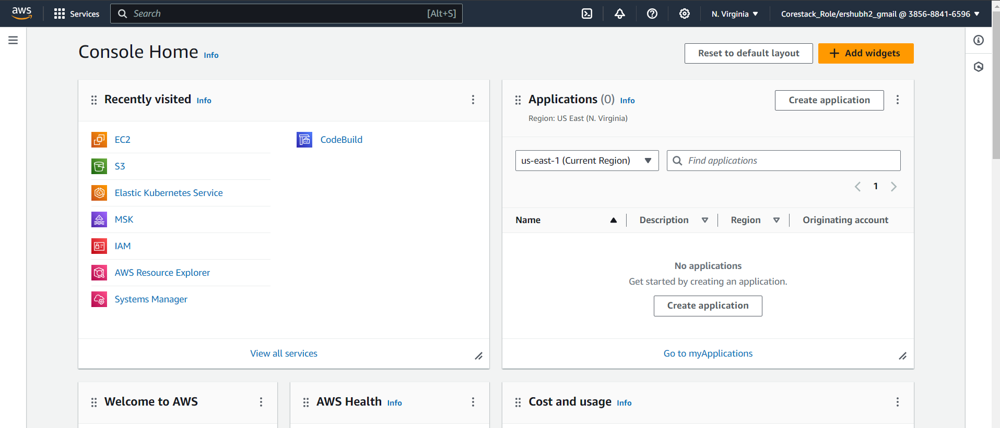 aws
Services
Search [Alt+S]
N. Virginia
Corestack_Role/ershubh2_gmail @ 3856-8841-6596
Console Home Info
Reset to default layout
Add widgets
Recently visited Info
EC2
S3
Elastic Kubernetes Service
MSK
IAM
AWS Resource Explorer
Systems Manager
CodeBuild
View all services
Applications (0) Info
Region: US East (N. Virginia)
Create application
us-east-1 (Current Region)
Find applications
1
Name Description Region Originating account
No applications
Get started by creating an application.
Create application
Go to myApplications
Welcome to AWS
AWS Health Info
Cost and usage Info